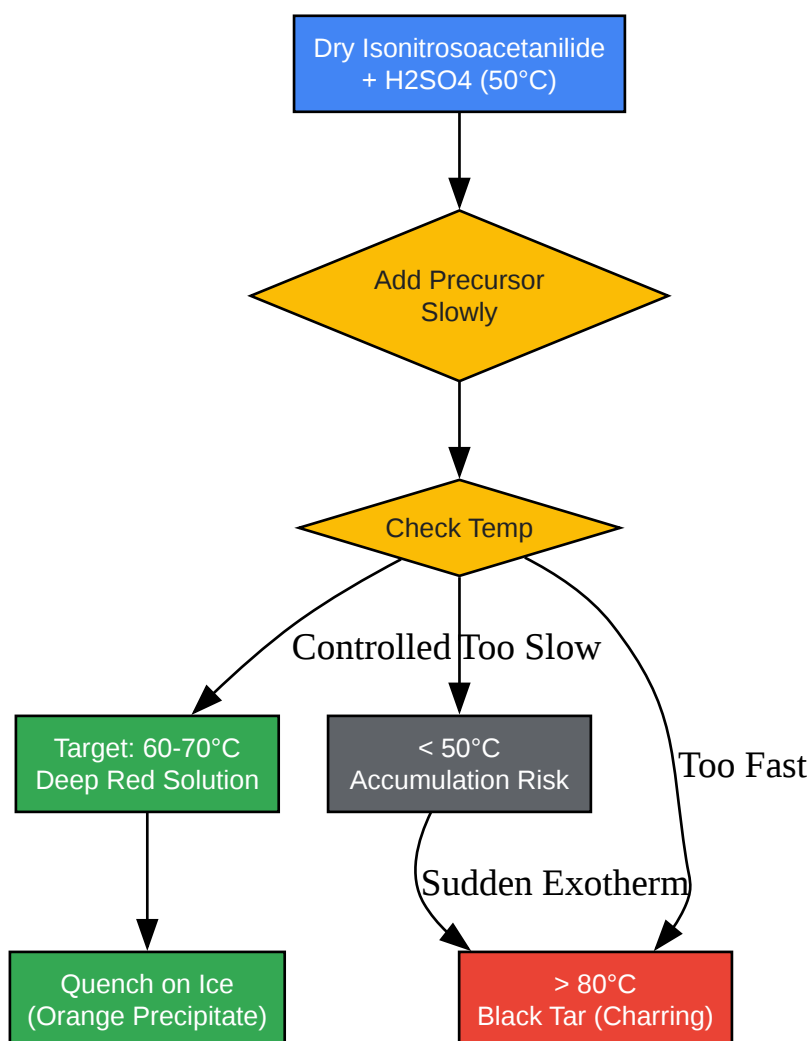 Dry Isonitrosoacetanilide
+ H2SO4 (50°C)
Add Precursor
Slowly
Check Temp
Controlled
Too Slow
Too Fast
Target: 60-70°C
Deep Red Solution
< 50°C
Accumulation Risk
Sudden Exotherm
Quench on Ice
(Orange Precipitate)
> 80°C
Black Tar (Charring)